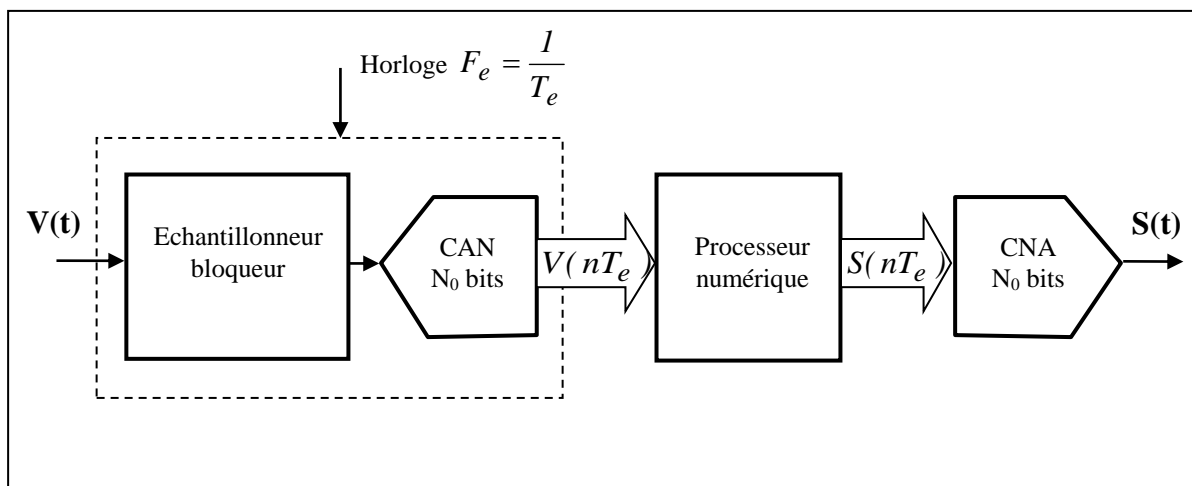 Horloge F_e = 1 / T_e
V(t)
Echantillonneur
bloqueur
CAN
N₀ bits
V( nT_e )
Processeur
numérique
S( nT_e )
CNA
N₀ bits
S(t)